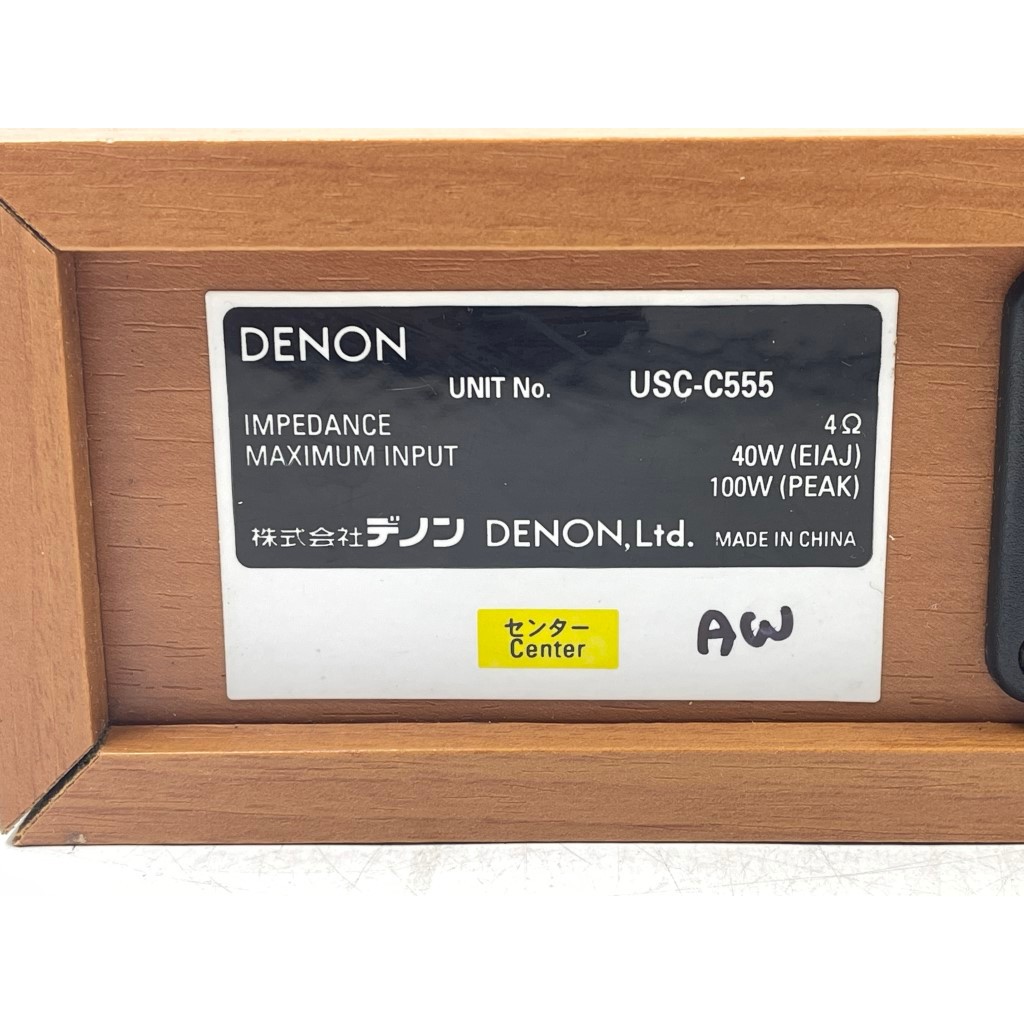 DENON
UNIT No. USC-C555
IMPEDANCE 4Ω
MAXIMUM INPUT 40W (EIAJ)
100W (PEAK)
株式会社デノン DENON, Ltd. MADE IN CHINA
センター
Center
AW